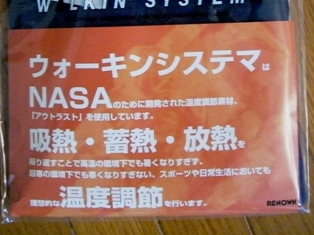 W-LAIN SYSTEM
ウォーキンシステマは
NASAのために開発された温度調節素材、
「アウトラスト」を使用しています。
吸熱・蓄熱・放熱を
繰り返すことで高温の環境下でも暑くなりすぎず、
極寒の環境下でも寒くなりすぎない、スポーツや日常生活においても
理想的な温度調節を行います。
RENOWN